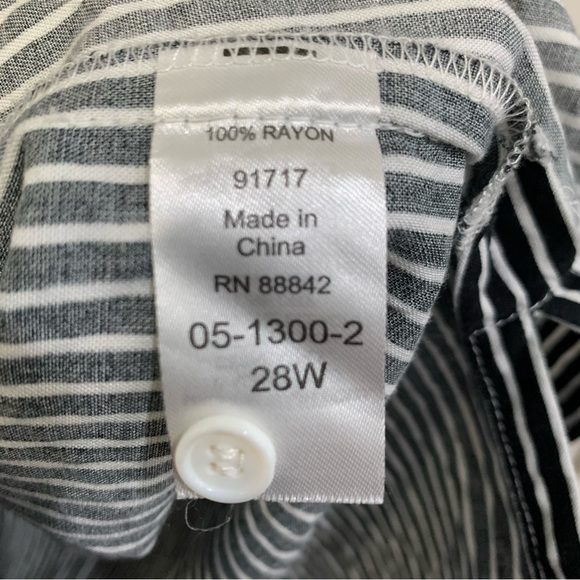 100% RAYON
91717
Made in
China
RN 88842
05-1300-2
28W